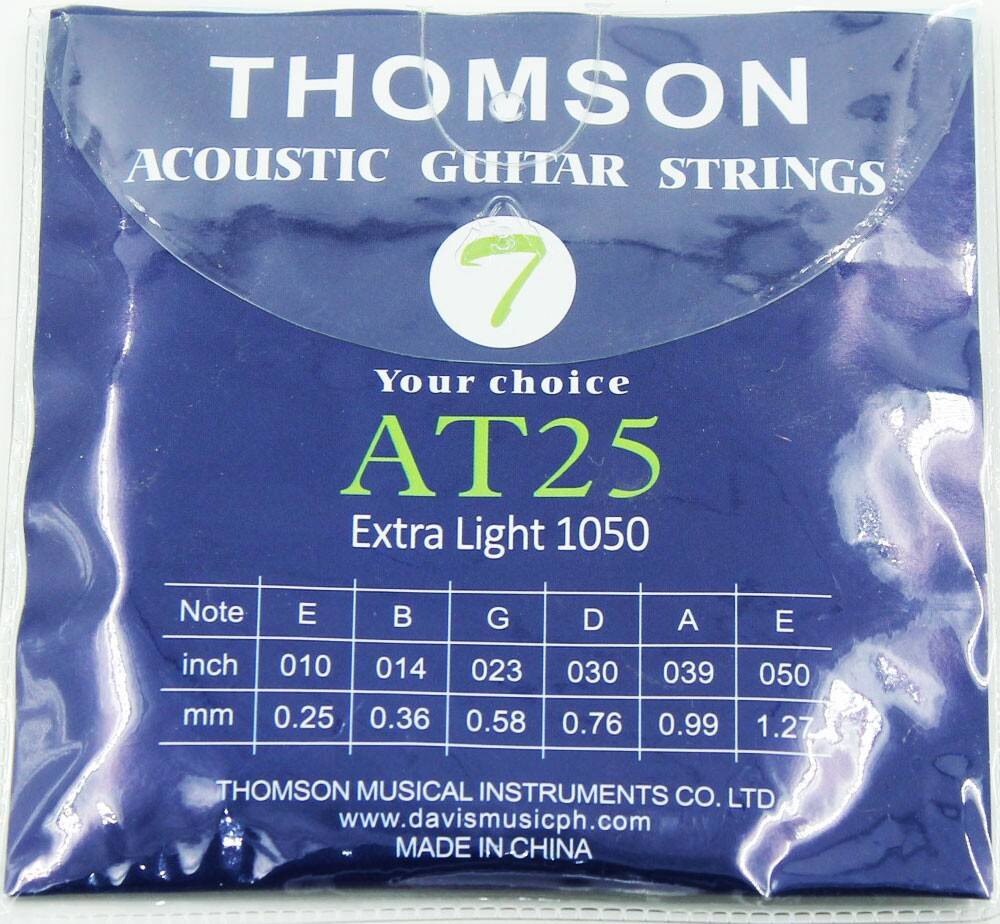 THOMSON
ACOUSTIC GUITAR STRINGS
7
Your choice
AT25
Extra Light 1050
Note E B G D A E
inch 010 014 023 030 039 050
mm 0.25 0.36 0.58 0.76 0.99 1.27
THOMSON MUSICAL INSTRUMENTS CO. LTD
www.davismusicph.com
MADE IN CHINA